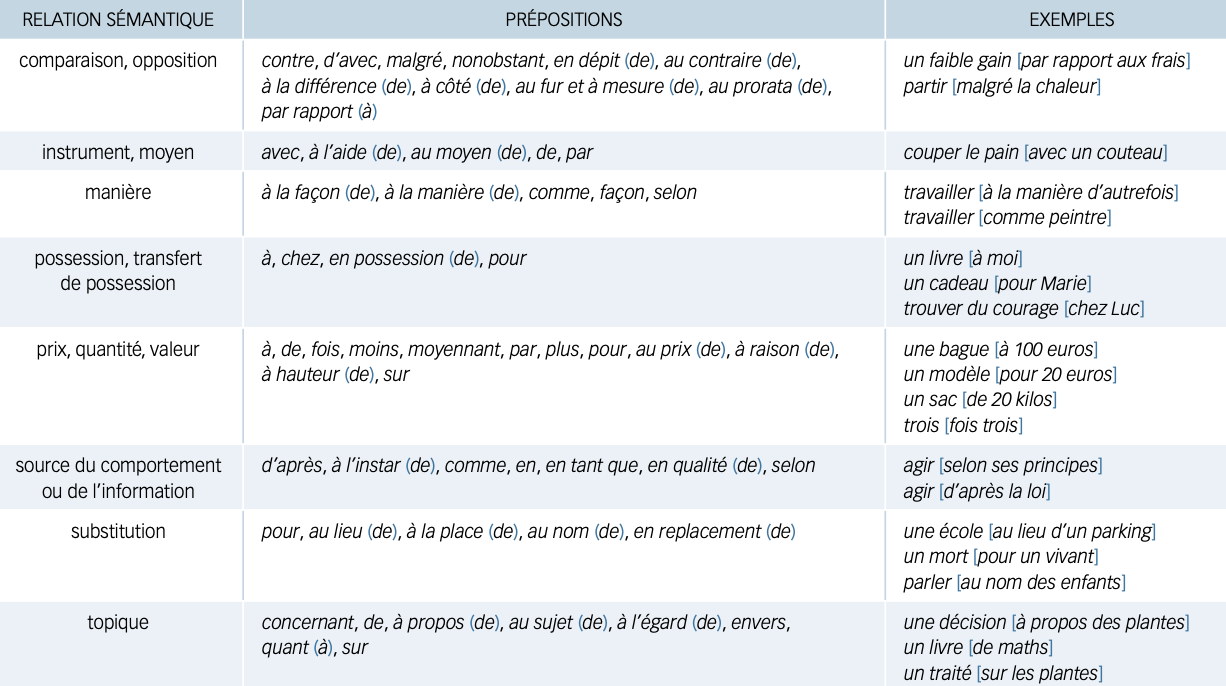 RELATION SÉMANTIQUE PRÉPOSITIONS EXEMPLES
comparaison, opposition contre, d’avec, malgré, nonobstant, en dépit (de), au contraire (de), un faible gain [par rapport aux frais]
à la différence (de), à côté (de), au fur et à mesure (de), au prorata (de), partir [malgré la chaleur]
par rapport (à)
instrument, moyen avec, à l’aide (de), au moyen (de), de, par couper le pain [avec un couteau]
manière à la façon (de), à la manière (de), comme, façon, selon travailler [à la manière d’autrefois]
travailler [comme peintre]
possession, transfert à, chez, en possession (de), pour un livre [à moi]
de possession un cadeau [pour Marie]
trouver du courage [chez Luc]
prix, quantité, valeur à, de, fois, moins, moyennant, par, plus, pour, au prix (de), à raison (de), une bague [à 100 euros]
à hauteur (de), sur un modèle [pour 20 euros]
un sac [de 20 kilos]
trois [fois trois]
source du comportement d’après, à l’instar (de), comme, en, en tant que, en qualité (de), selon agir [selon ses principes]
ou de l’information agir [d’après la loi]
substitution pour, au lieu (de), à la place (de), au nom (de), en replacement (de) une école [au lieu d’un parking]
un mort [pour un vivant]
parler [au nom des enfants]
topique concernant, de, à propos (de), au sujet (de), à l’égard (de), envers, une décision [à propos des plantes]
quant (à), sur un livre [de maths]
un traité [sur les plantes]